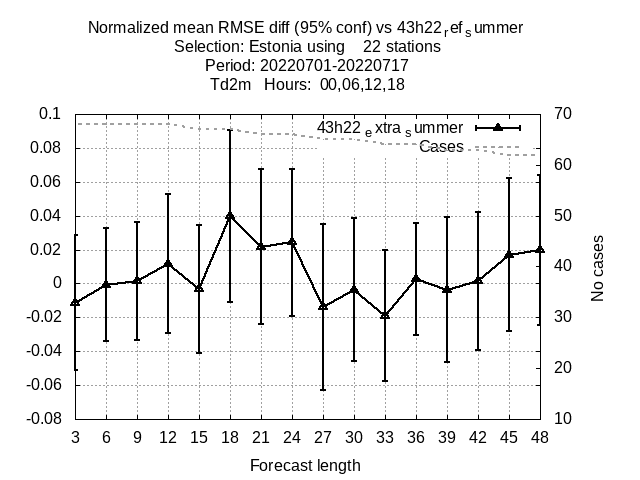 Normalized mean RMSE diff (95% conf) vs 43h22refsummer
Selection: Estonia using 22 stations
Period: 20220701-20220717
Td2m Hours: 00,06,12,18
0.1 70
43h22extrasummer
Cases
0.08
60
0.06
0.04 50
0.02
40
0
-0.02 30
-0.04
20
-0.06
-0.08 10
No cases
3 6 9 12 15 18 21 24 27 30 33 36 39 42 45 48
Forecast length